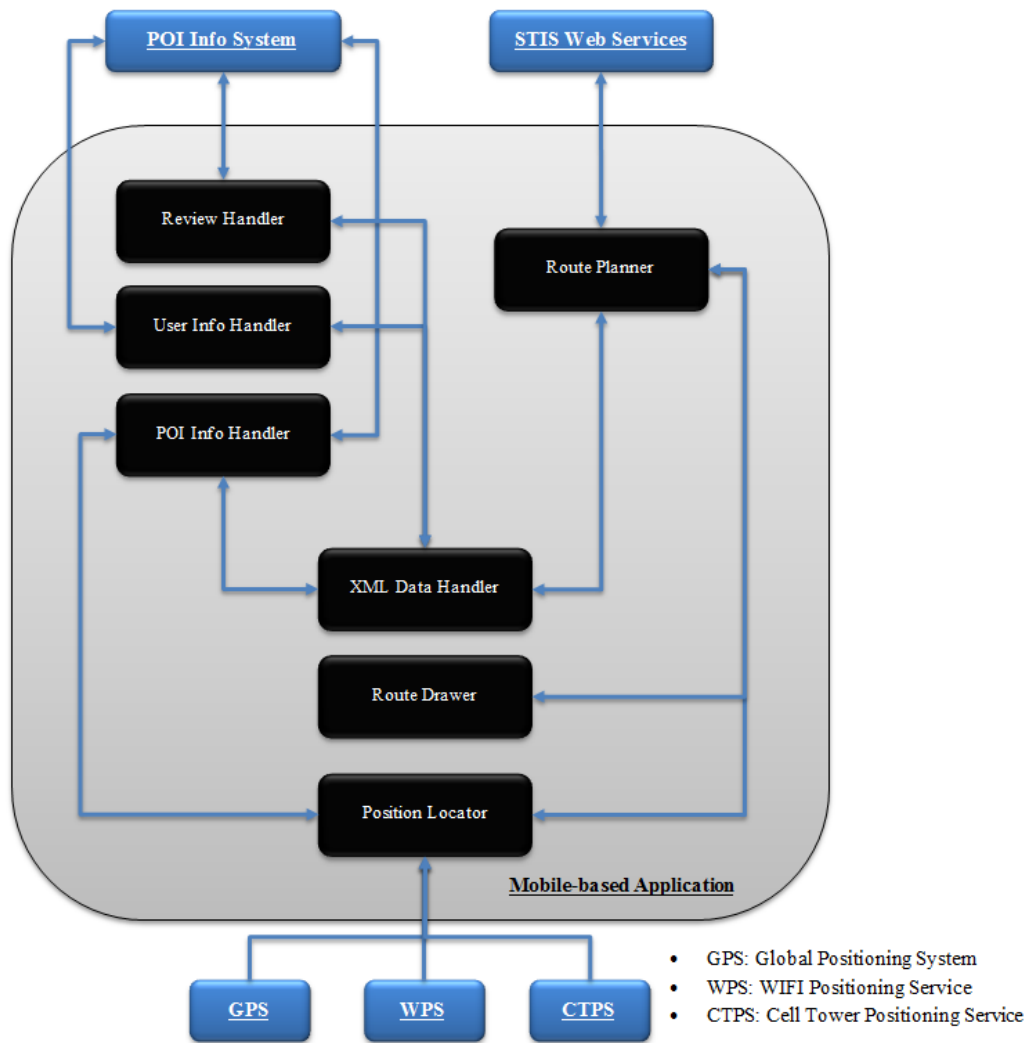 POI Info System
STIS Web Services
Review Handler
Route Planner
User Info Handler
POI Info Handler
XML Data Handler
Route Drawer
Position Locator
Mobile-based Application
GPS
WPS
CTPS
• GPS: Global Positioning System
• WPS: WIFI Positioning Service
• CTPS: Cell Tower Positioning Service